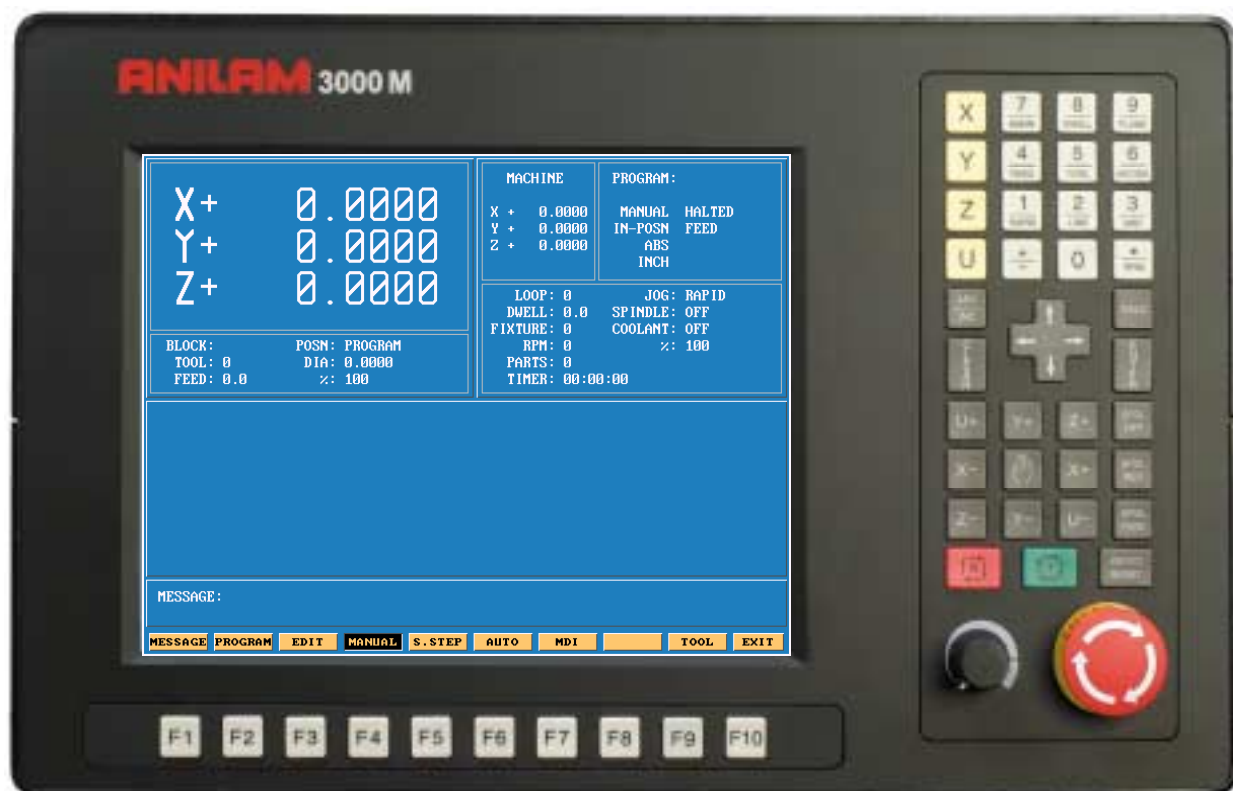 ANILAM 3000 M
X+ 0.0000
Y+ 0.0000
Z+ 0.0000
BLOCK: POSN: PROGRAM
TOOL: 0 DIA: 0.0000
FEED: 0.0 %: 100
MACHINE
X + 0.0000
Y + 0.0000
Z + 0.0000
PROGRAM:
MANUAL HALTED
IN-POSN FEED
ABS
INCH
LOOP: 0 JOG: RAPID
DWELL: 0.0 SPINDLE: OFF
FIXTURE: 0 COOLANT: OFF
RPM: 0 %: 100
PARTS: 0
TIMER: 00:00:00
MESSAGE:
MESSAGE PROGRAM EDIT MANUAL S.STEP AUTO MDI TOOL EXIT
F1 F2 F3 F4 F5 F6 F7 F8 F9 F10
X 7 8 9
Y 4 5 6
Z 1 2 3
U 0
U+ Y+ Z+
X- X+
Z- Y- U-